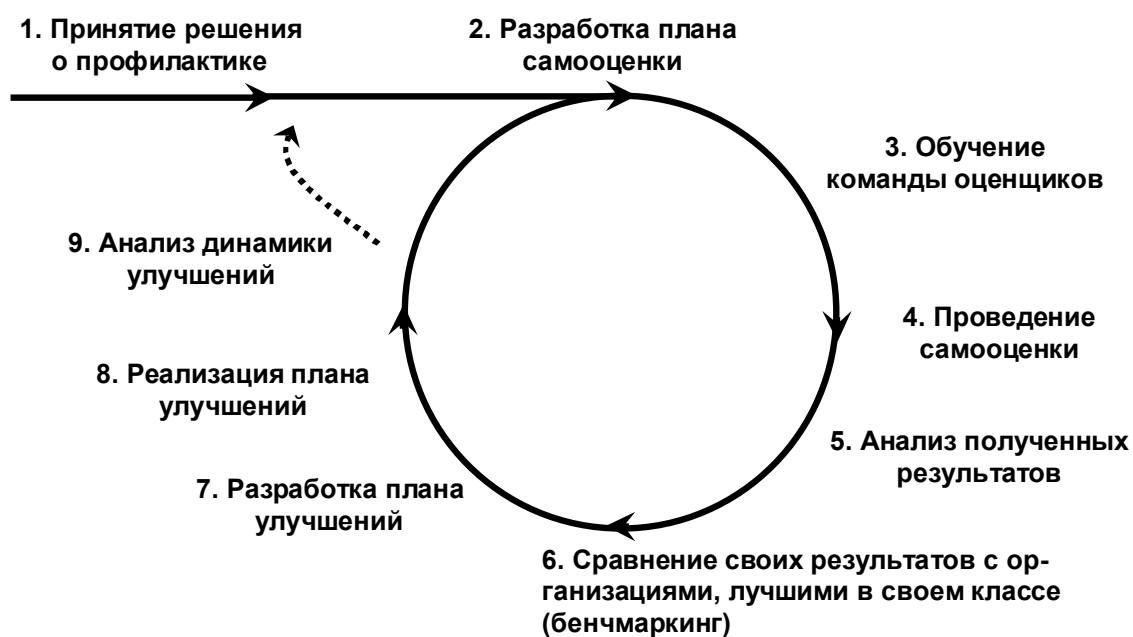 1. Принятие решения
о профилактике
2. Разработка плана
самооценки
3. Обучение
команды оценщиков
4. Проведение
самооценки
5. Анализ полученных
результатов
6. Сравнение своих результатов с ор-
ганизациями, лучшими в своем классе
(бенчмаркинг)
7. Разработка плана
улучшений
8. Реализация плана
улучшений
9. Анализ динамики
улучшений